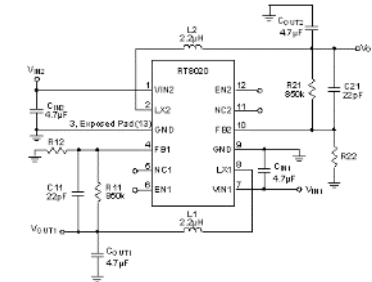 L2
2.2µH
COUT2
4.7µF
VIN2
RT8020
VIN2
EN2
12
1
LX2
NC2
11
2
GND
FB2
10
3, Exposed Pad(13)
CIN2
4.7µF
R21
850k
C21
22pF
R12
4
FB1
GND
9
5
NC1
LX1
8
6
EN1
VIN1
7
R22
C11
22pF
R11
850k
CIN1
4.7µF
VIN1
L1
2.2µH
VOUT1
COUT1
4.7µF